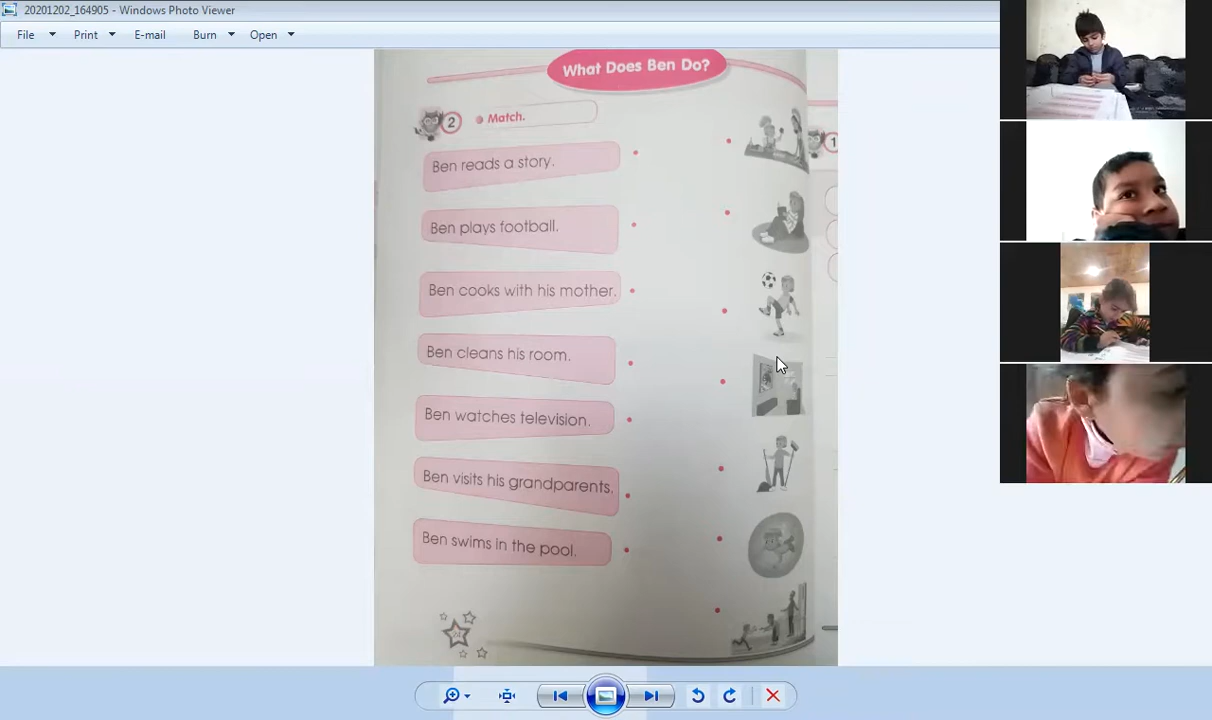 20201202_164905 - Windows Photo Viewer
File Print E-mail Burn Open
What Does Ben Do?
2 Match.
1
Ben reads a story.
Ben plays football.
Ben cooks with his mother.
Ben cleans his room.
Ben watches television.
Ben visits his grandparents.
Ben swims in the pool.
24